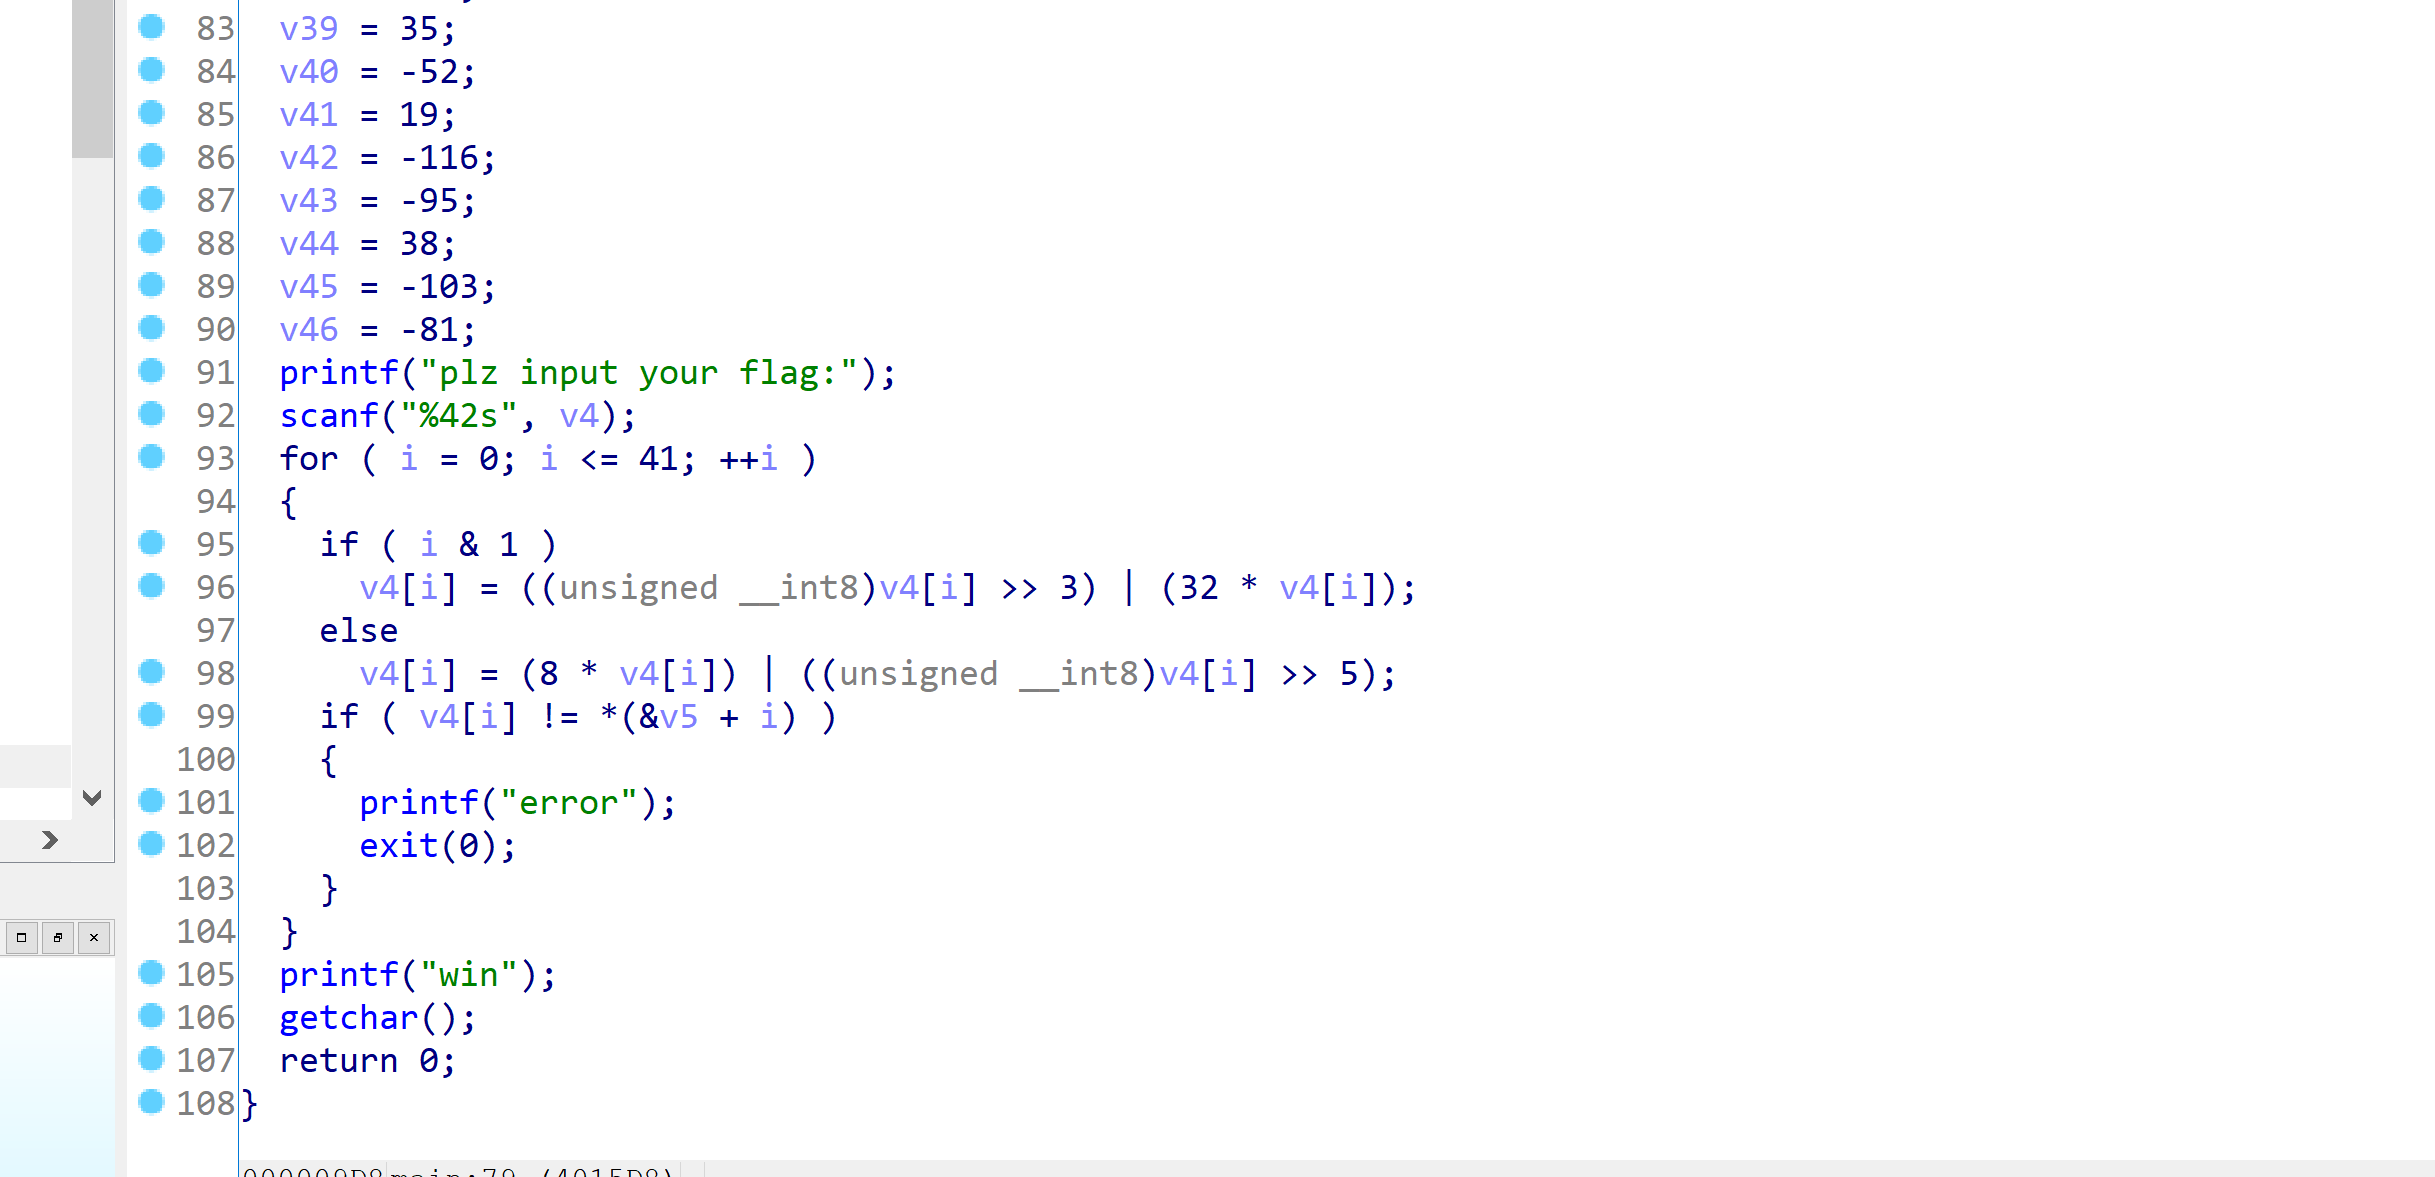 83 v39 = 35;
84 v40 = -52;
85 v41 = 19;
86 v42 = -116;
87 v43 = -95;
88 v44 = 38;
89 v45 = -103;
90 v46 = -81;
91 printf("plz input your flag:");
92 scanf("%42s", v4);
93 for ( i = 0; i <= 41; ++i )
94 {
95 if ( i & 1 )
96 v4[i] = ((unsigned __int8)v4[i] >> 3) | (32 * v4[i]);
97 else
98 v4[i] = (8 * v4[i]) | ((unsigned __int8)v4[i] >> 5);
99 if ( v4[i] != *(&v5 + i) )
100 {
101 printf("error");
102 exit(0);
103 }
104 }
105 printf("win");
106 getchar();
107 return 0;
108 }